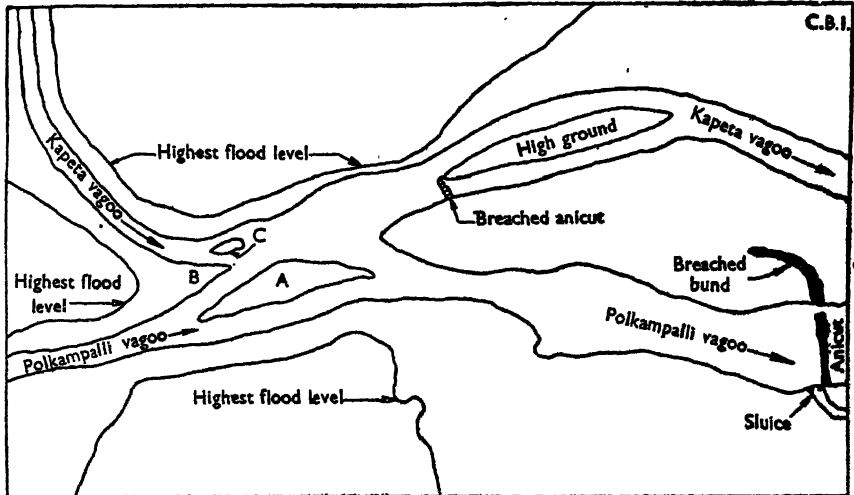 C.B.I.
Kapeta vagoo
Highest flood level
High ground
Kapeta vagoo
Breached anicut
C
B
A
Highest flood
level
Breached
bund
Polkampalli vagoo
Polkampalli vagoo
Anicut
Highest flood level
Sluice